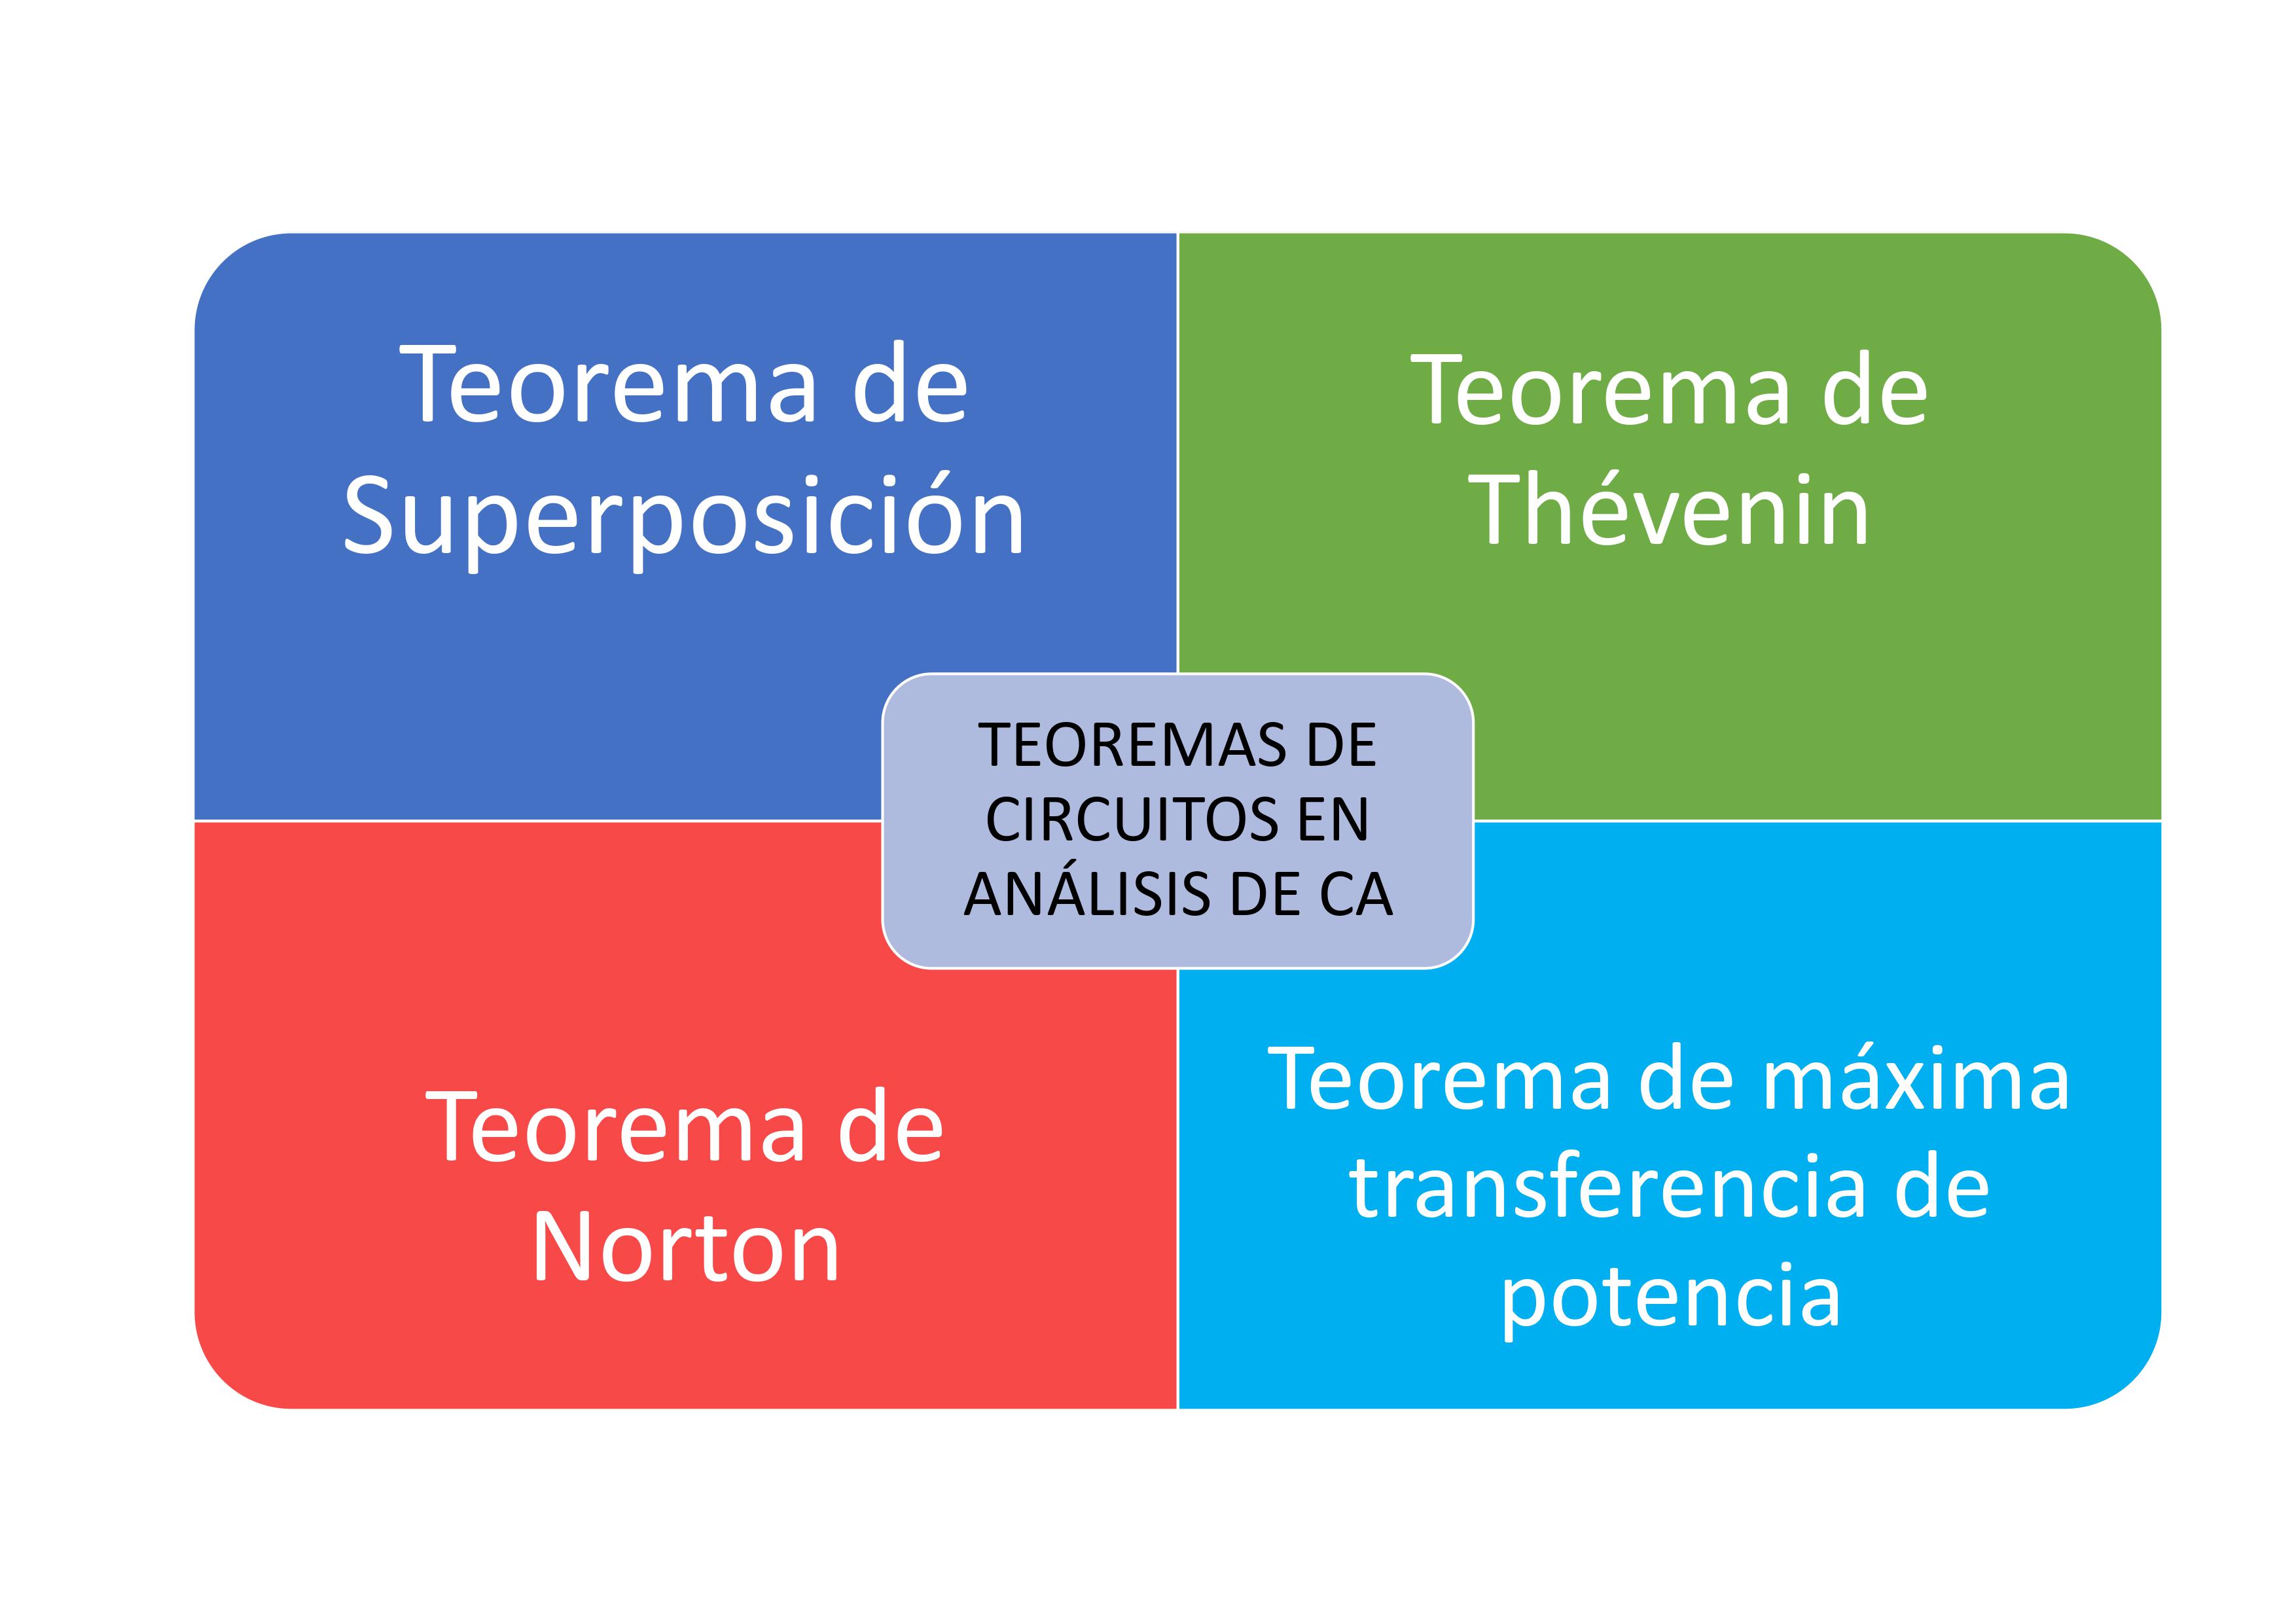 Teorema de
Superposición
Teorema de
Thévenin
TEOREMAS DE
CIRCUITOS EN
ANÁLISIS DE CA
Teorema de
Norton
Teorema de máxima
transferencia de
potencia